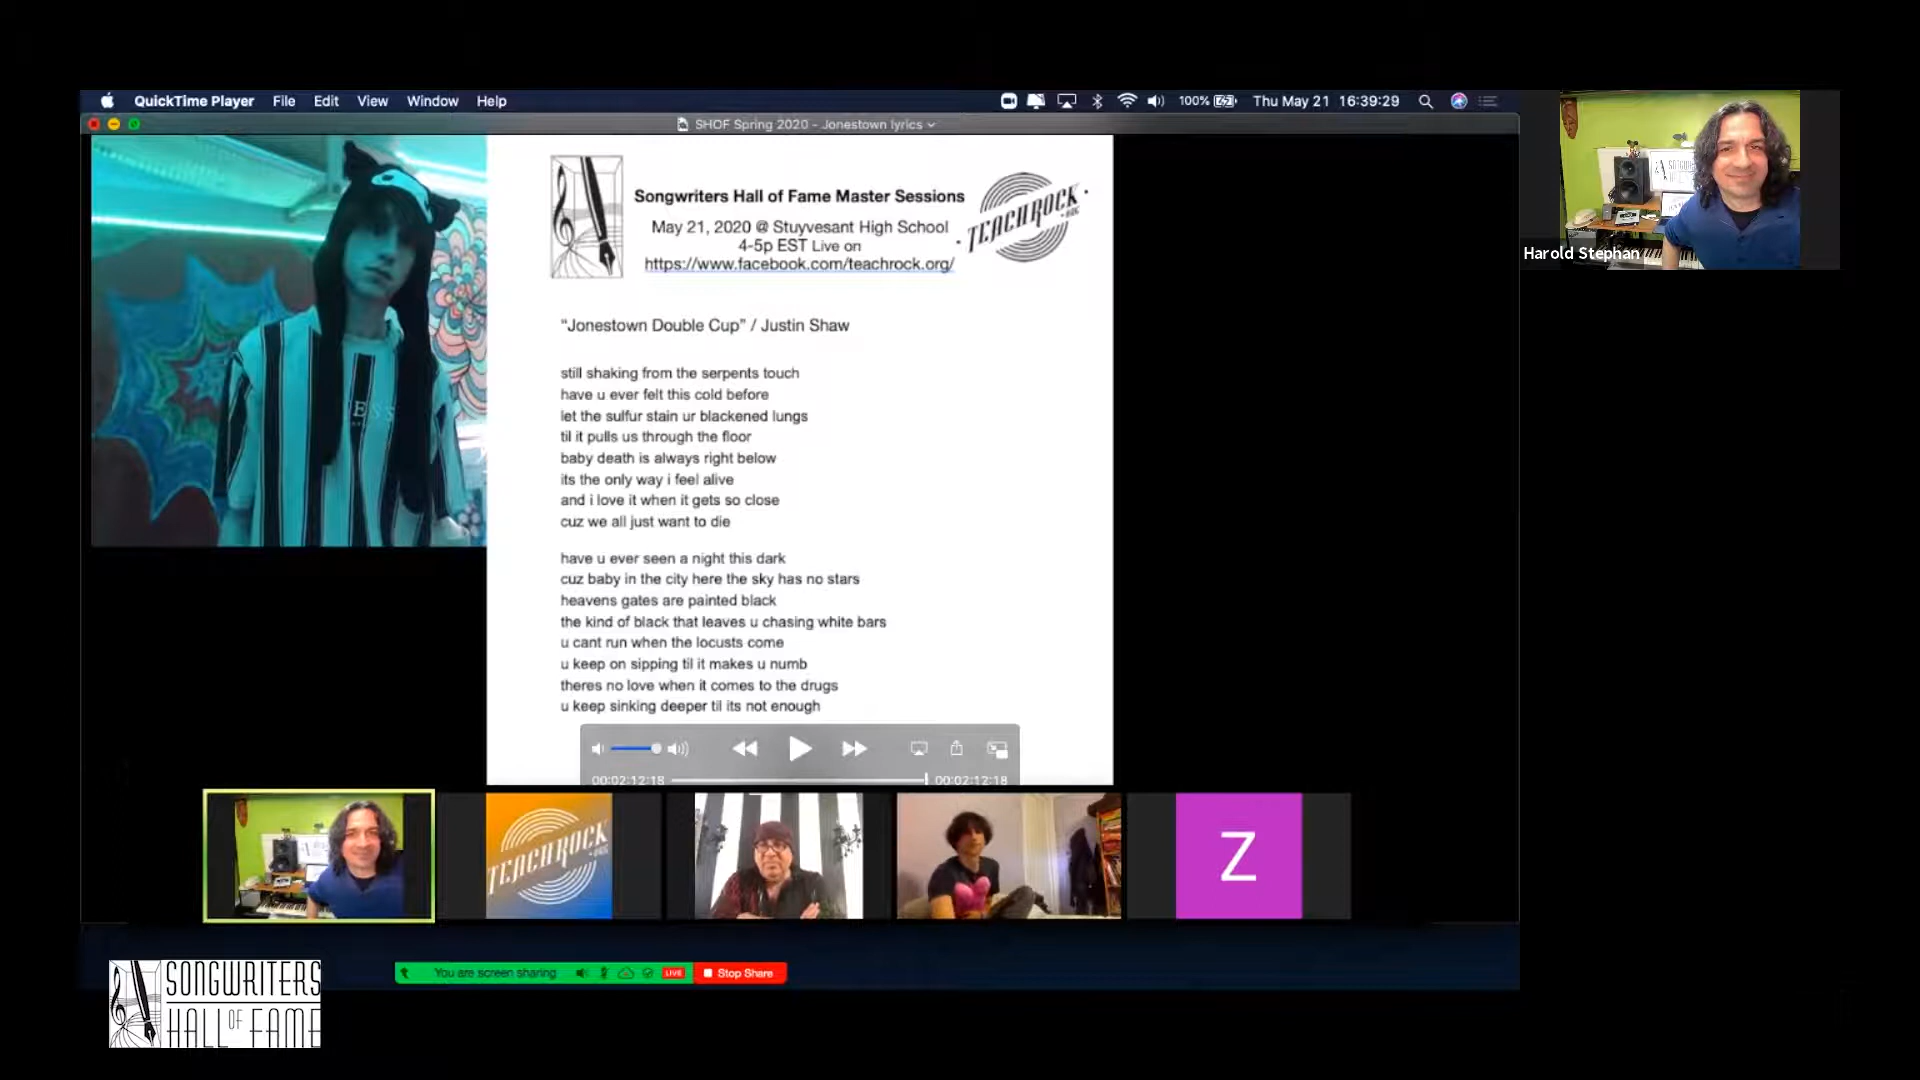 QuickTime Player File Edit View Window Help 100% Thu May 21 16:39:29
SHOF Spring 2020 - Jonestown lyrics
Songwriters Hall of Fame Master Sessions
May 21, 2020 @ Stuyvesant High School
4-5p EST Live on
https://www.facebook.com/teachrock.org/
TEACHROCK
.ORG
Harold Stephan
“Jonestown Double Cup” / Justin Shaw
still shaking from the serpents touch
have u ever felt this cold before
let the sulfur stain ur blackened lungs
til it pulls us through the floor
baby death is always right below
its the only way i feel alive
and i love it when it gets so close
cuz we all just want to die
have u ever seen a night this dark
cuz baby in the city here the sky has no stars
heavens gates are painted black
the kind of black that leaves u chasing white bars
u cant run when the locusts come
u keep on sipping til it makes u numb
theres no love when it comes to the drugs
u keep sinking deeper til its not enough
00:02:12:18 00:02:12:18
TEACHROCK
.ORG
Z
You are screen sharing LIVE Stop Share
SONGWRITERS
HALL OF FAME